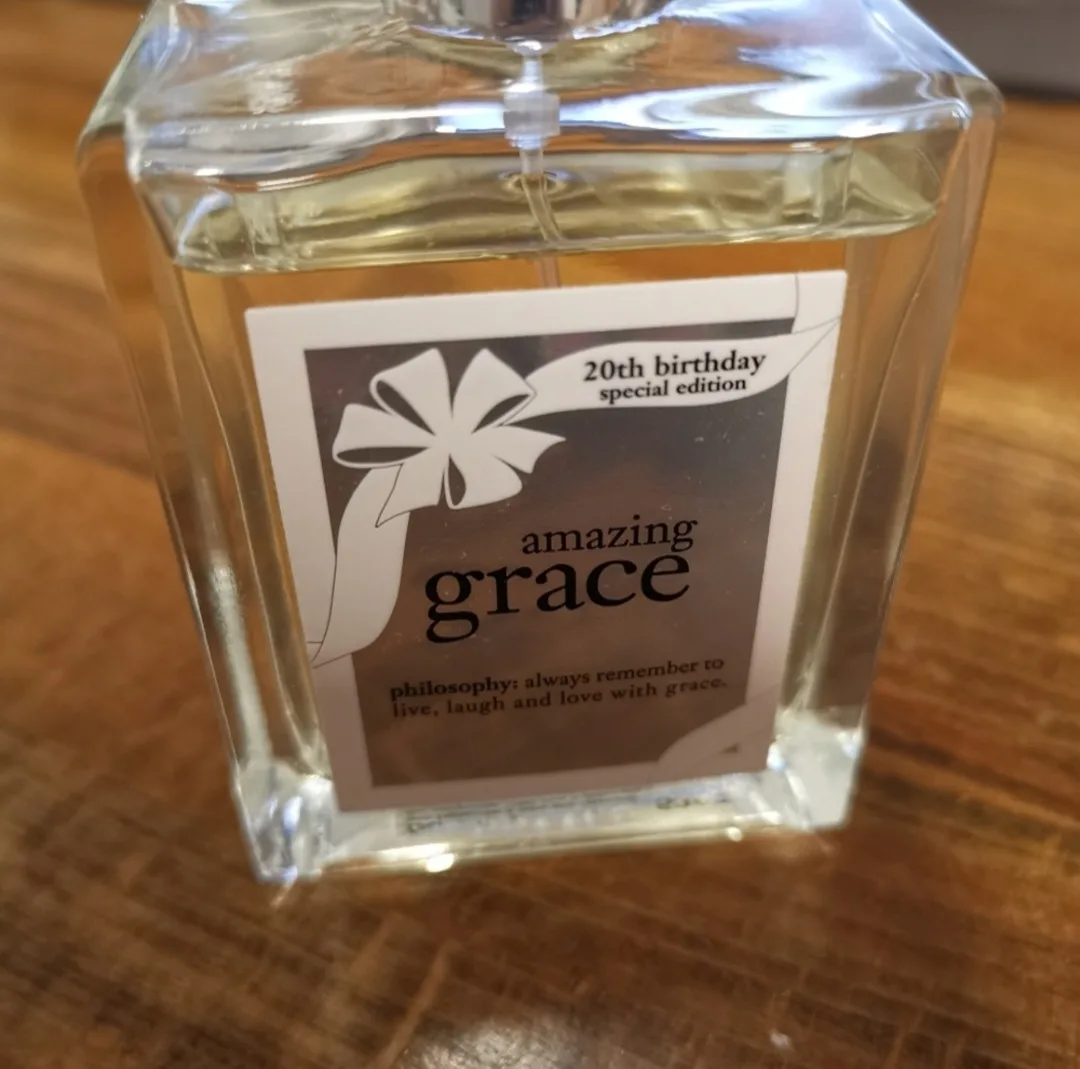 20th birthday
special edition
amazing
grace
philosophy: always remember to
live, laugh and love with grace.